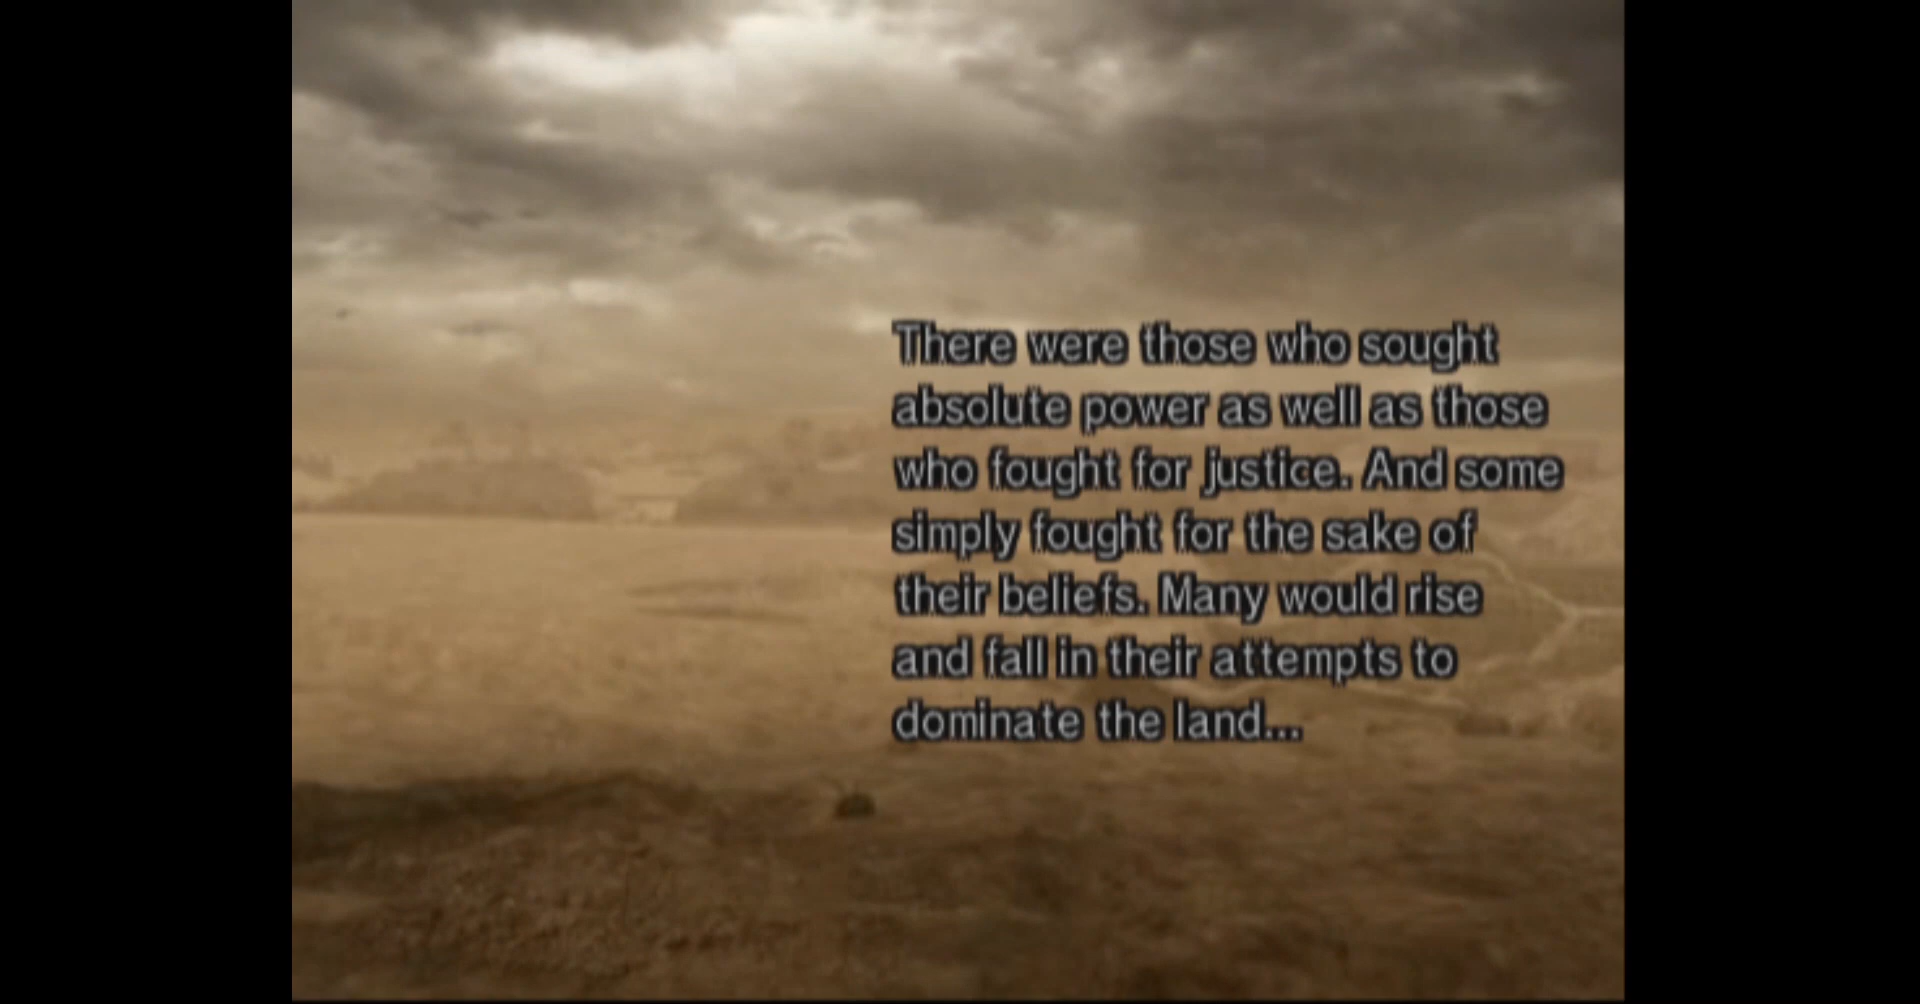 There were those who sought
absolute power as well as those
who fought for justice. And some
simply fought for the sake of
their beliefs. Many would rise
and fall in their attempts to
dominate the land...